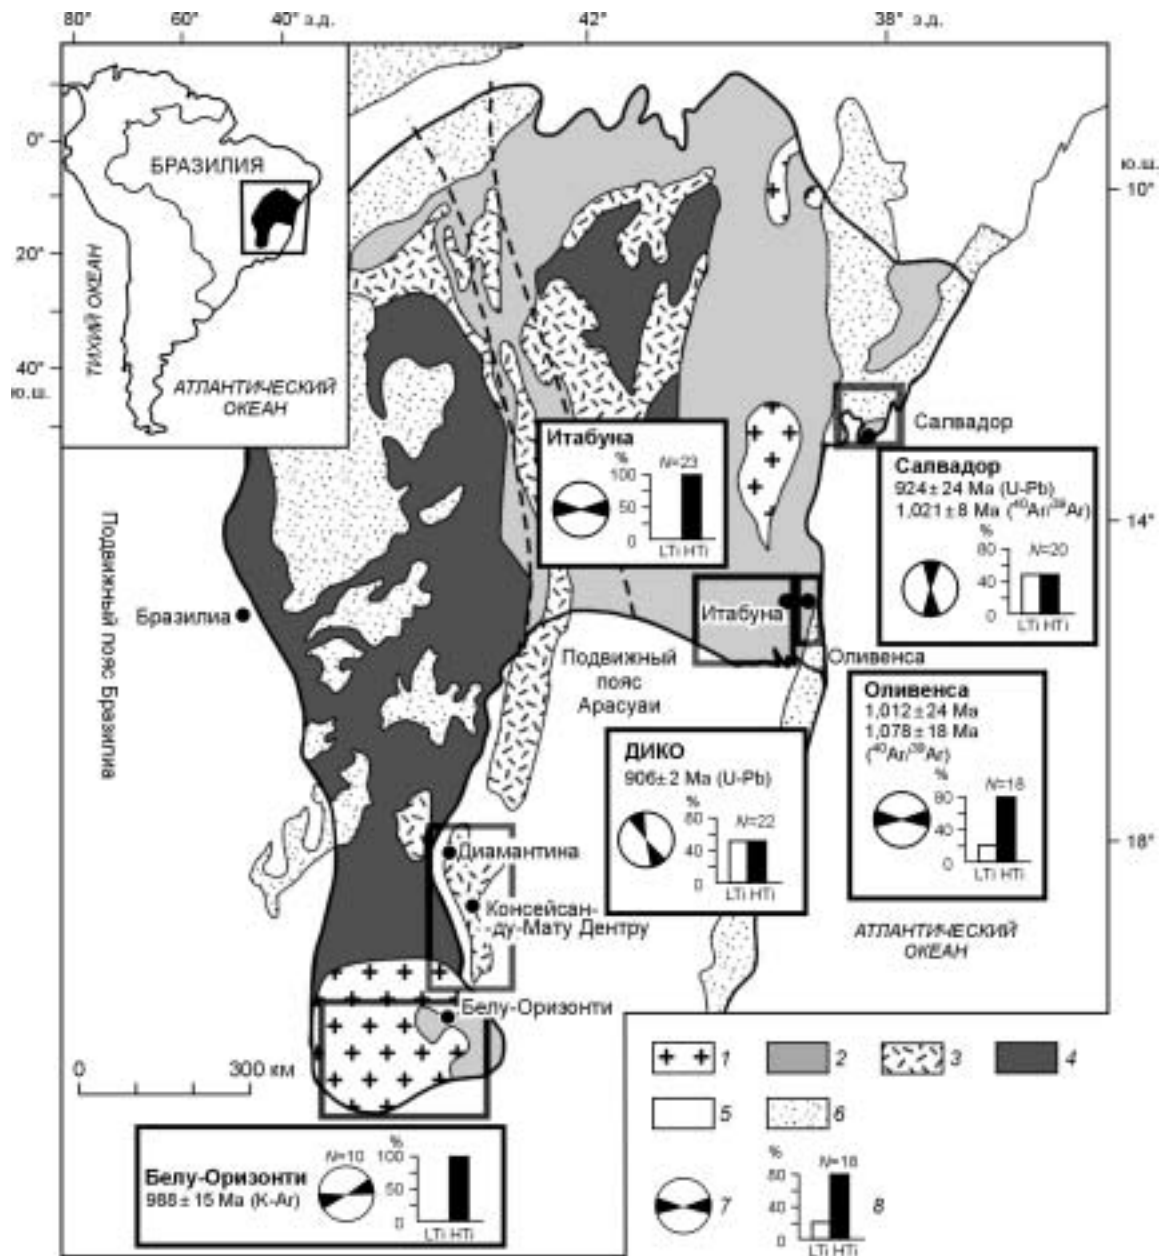 80° 60° 40° з.д. 42° 38° з.д.
0°
20°
40°
ю.ш.
БРАЗИЛИЯ
ТИХИЙ ОКЕАН
АТЛАНТИЧЕСКИЙ
ОКЕАН
ю.ш.
10°
14°
18°
Салвадор
Итабуна
%
N=23
100
50
0
LTi HTi
Салвадор
924±24 Ma (U-Pb)
1,021±8 Ma (⁴⁰Ar/³⁹Ar)
%
N=20
80
40
0
LTi HTi
Подвижный пояс Бразилиа
Бразилиа
Итабуна
Оливенса
Подвижный
пояс
Арасуаи
Оливенса
1,012±24 Ma
1,078±18 Ma
(⁴⁰Ar/³⁹Ar)
%
N=18
80
40
0
LTi HTi
ДИКО
906±2 Ma (U-Pb)
%
N=22
80
40
0
LTi HTi
Диамантина
Консейсан-
-ду-Мату Дентру
АТЛАНТИЧЕСКИЙ
ОКЕАН
Белу-Оризонти
0 300 км
Белу-Оризонти
988±15 Ma (K-Ar)
N=10
%
100
50
0
LTi HTi
1 2 3 4
5 6
7
%
N=18
80
40
0
LTi HTi
8